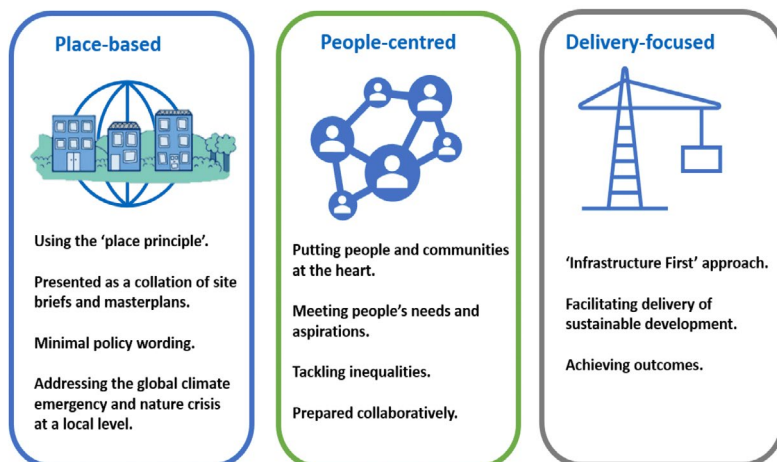 Place-based
Using the ‘place principle’.
Presented as a collation of site
briefs and masterplans.
Minimal policy wording.
Addressing the global climate
emergency and nature crisis
at a local level.
People-centred
Putting people and communities
at the heart.
Meeting people’s needs and
aspirations.
Tackling inequalities.
Prepared collaboratively.
Delivery-focused
‘Infrastructure First’ approach.
Facilitating delivery of
sustainable development.
Achieving outcomes.